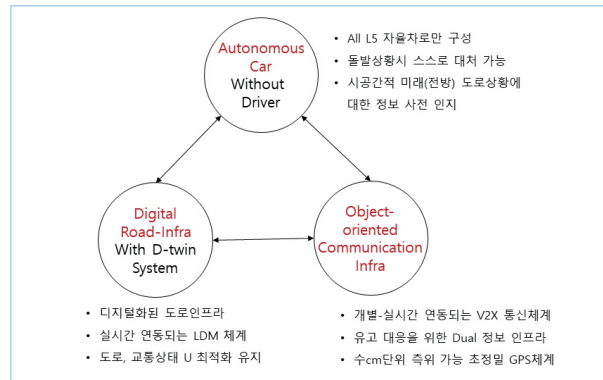 Autonomous
Car
Without
Driver
• All L5 자율차로만 구성
• 돌발상황시 스스로 대처 가능
• 시공간적 미래(전방) 도로상황에
대한 정보 사전 인지
Digital
Road-Infra
With D-twin
System
Object-
oriented
Communication
Infra
• 디지털화된 도로인프라
• 실시간 연동되는 LDM 체계
• 도로, 교통상태 U 최적화 유지
• 개별-실시간 연동되는 V2X 통신체계
• 유고 대응을 위한 Dual 정보 인프라
• 수cm단위 측위 가능 초정밀 GPS체계